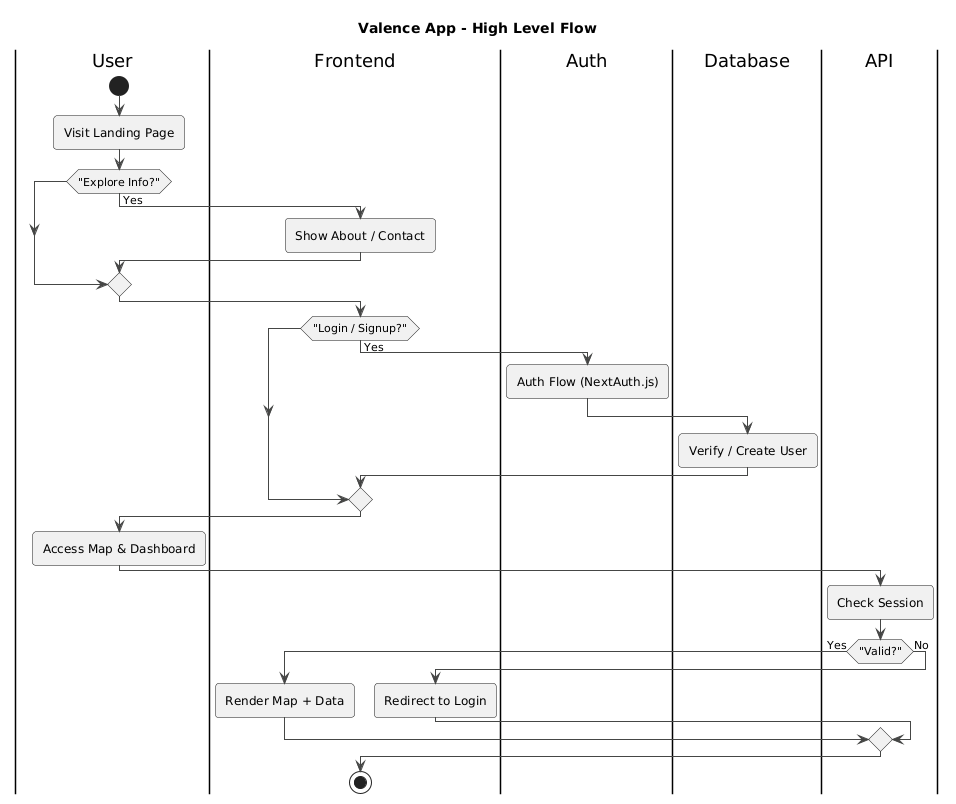 Valence App - High Level Flow
User
Frontend
Auth
Database
API
Visit Landing Page
"Explore Info?"
Yes
Show About / Contact
"Login / Signup?"
Yes
Auth Flow (NextAuth.js)
Verify / Create User
Access Map & Dashboard
Check Session
Yes
"Valid?"
No
Render Map + Data
Redirect to Login